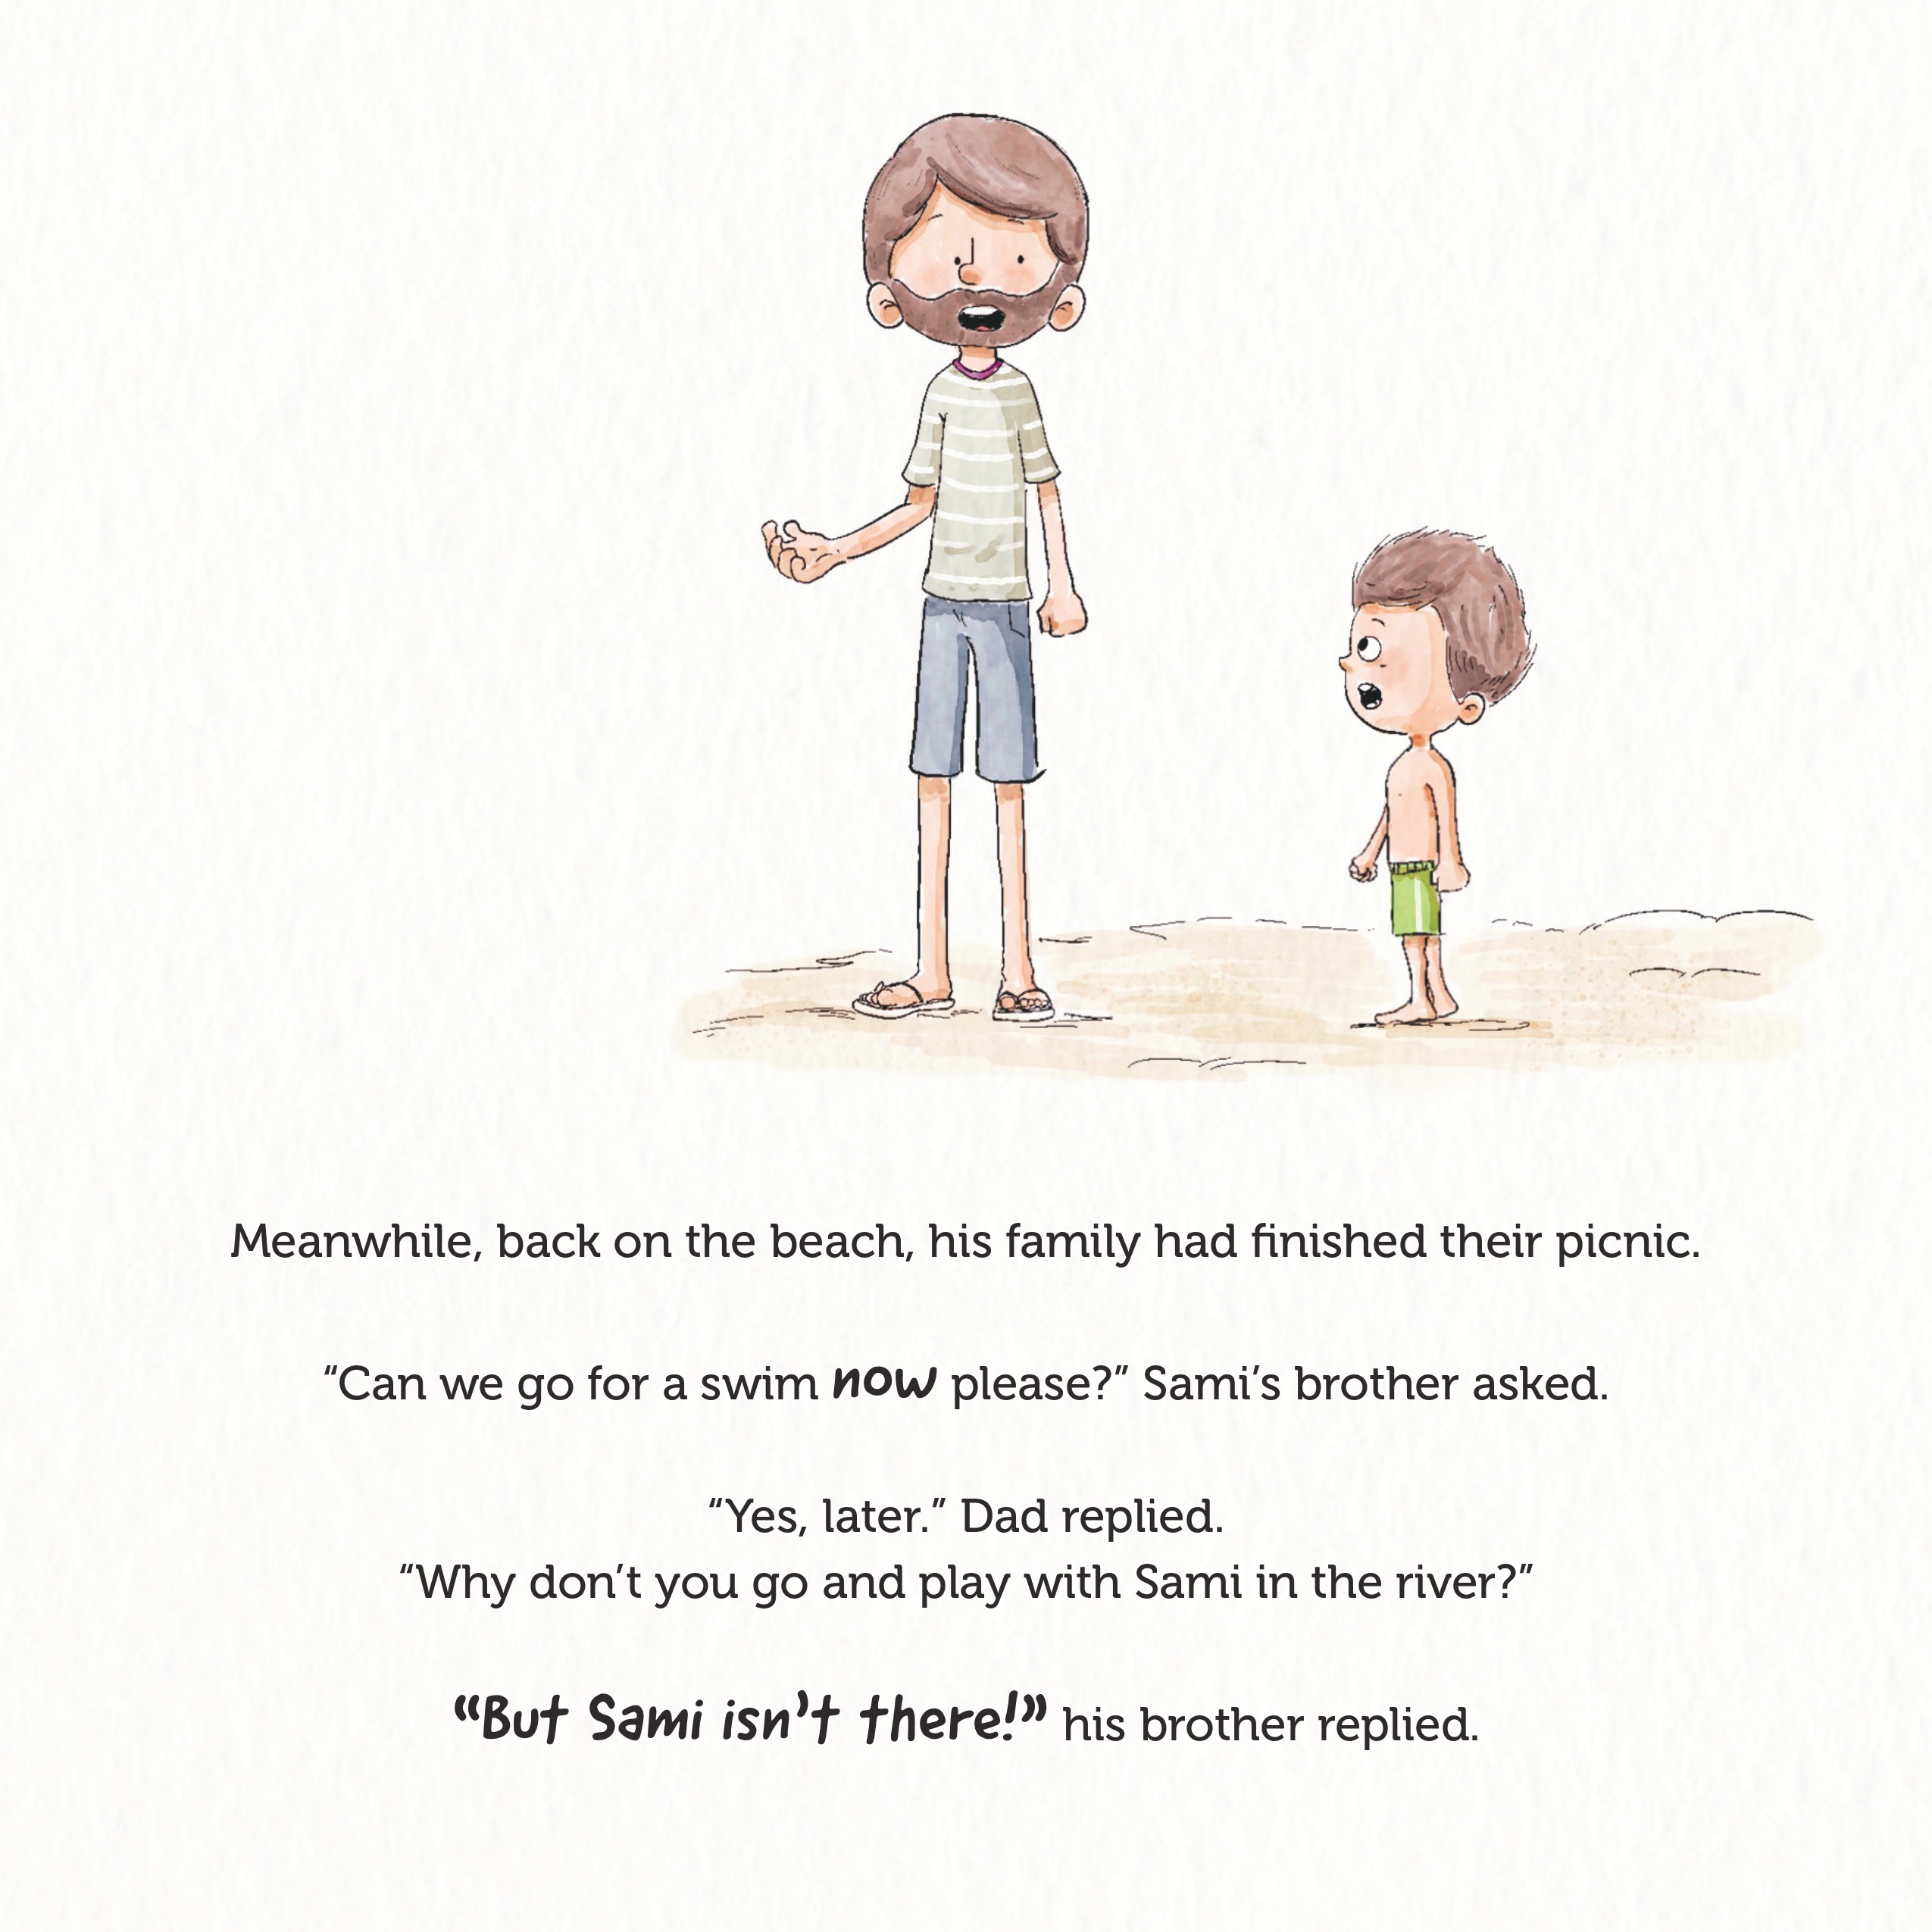 Meanwhile, back on the beach, his family had finished their picnic.
“Can we go for a swim now please?” Sami’s brother asked.
“Yes, later.” Dad replied.
“Why don’t you go and play with Sami in the river?”
“But Sami isn’t there!” his brother replied.